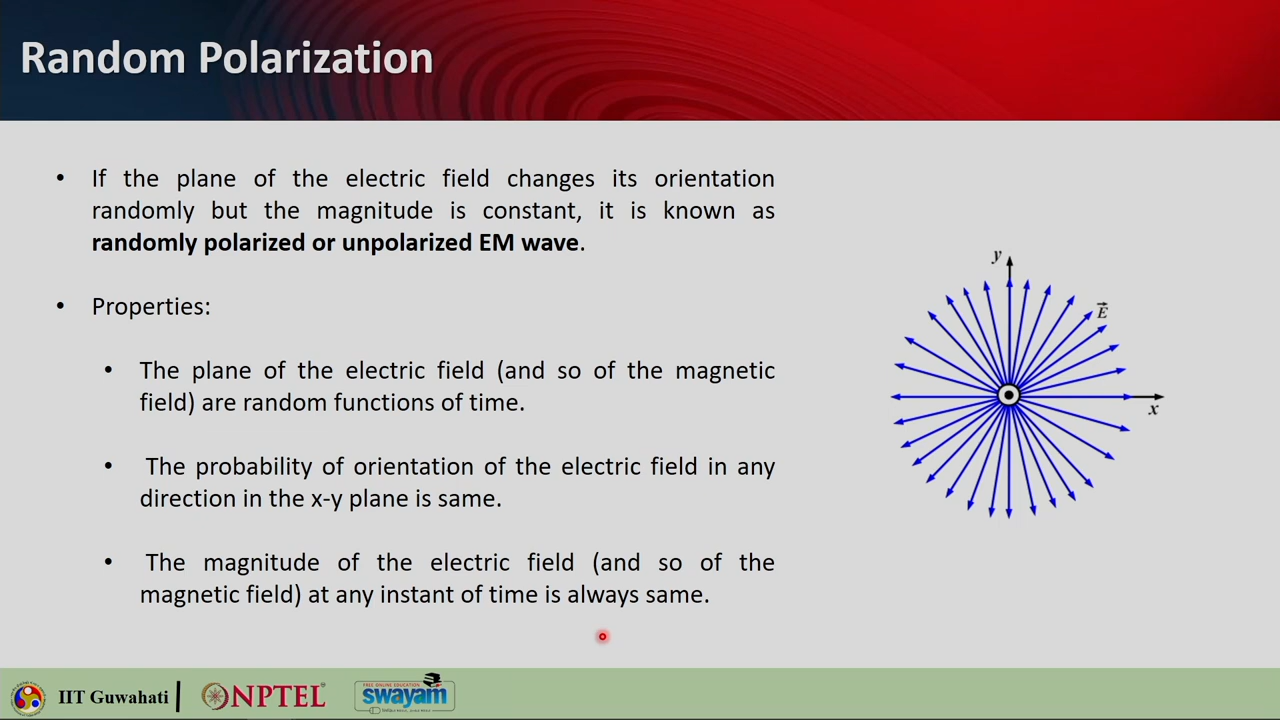 Random Polarization
• If the plane of the electric field changes its orientation
randomly but the magnitude is constant, it is known as
randomly polarized or unpolarized EM wave.
• Properties:
• The plane of the electric field (and so of the magnetic
field) are random functions of time.
• The probability of orientation of the electric field in any
direction in the x-y plane is same.
• The magnitude of the electric field (and so of the
magnetic field) at any instant of time is always same.
y
E
x
IIT Guwahati
NPTEL
FREE ONLINE EDUCATION
swayam